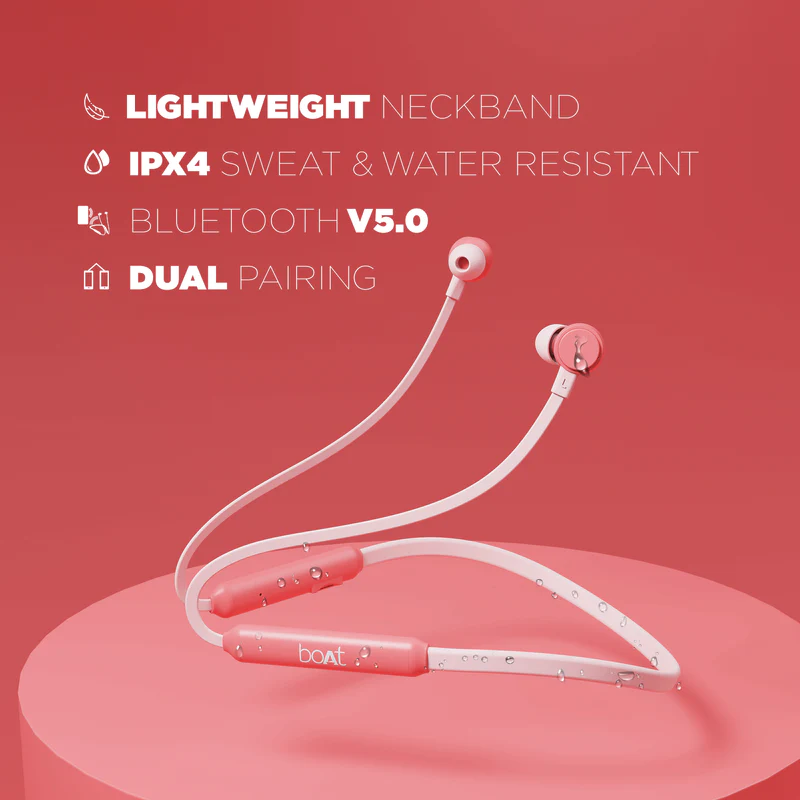 LIGHTWEIGHT NECKBAND
IPX4 SWEAT & WATER RESISTANT
BLUETOOTH V5.0
DUAL PAIRING
boAt